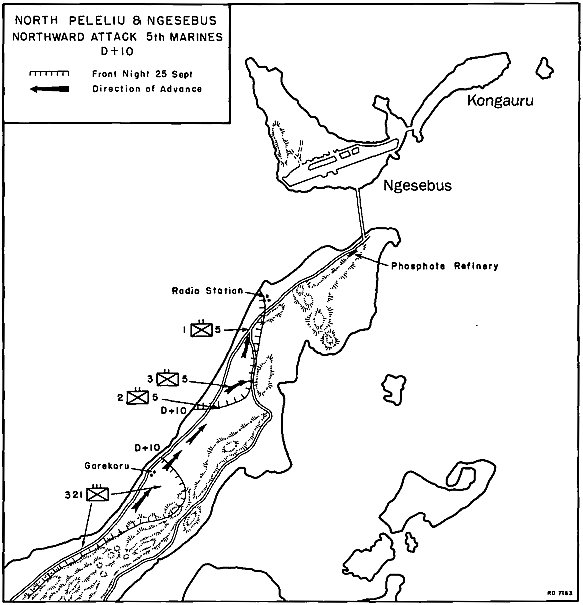 NORTH PELELIU & NGESEBUS
NORTHWARD ATTACK 5th MARINES
D+10
Front Night 25 Sept
Direction of Advance
Kongauru
Ngesebus
Phosphate Refinery
Radio Station
1 5
3 5
2 5
D+10
D+10
Garekoru
321
RD 7163